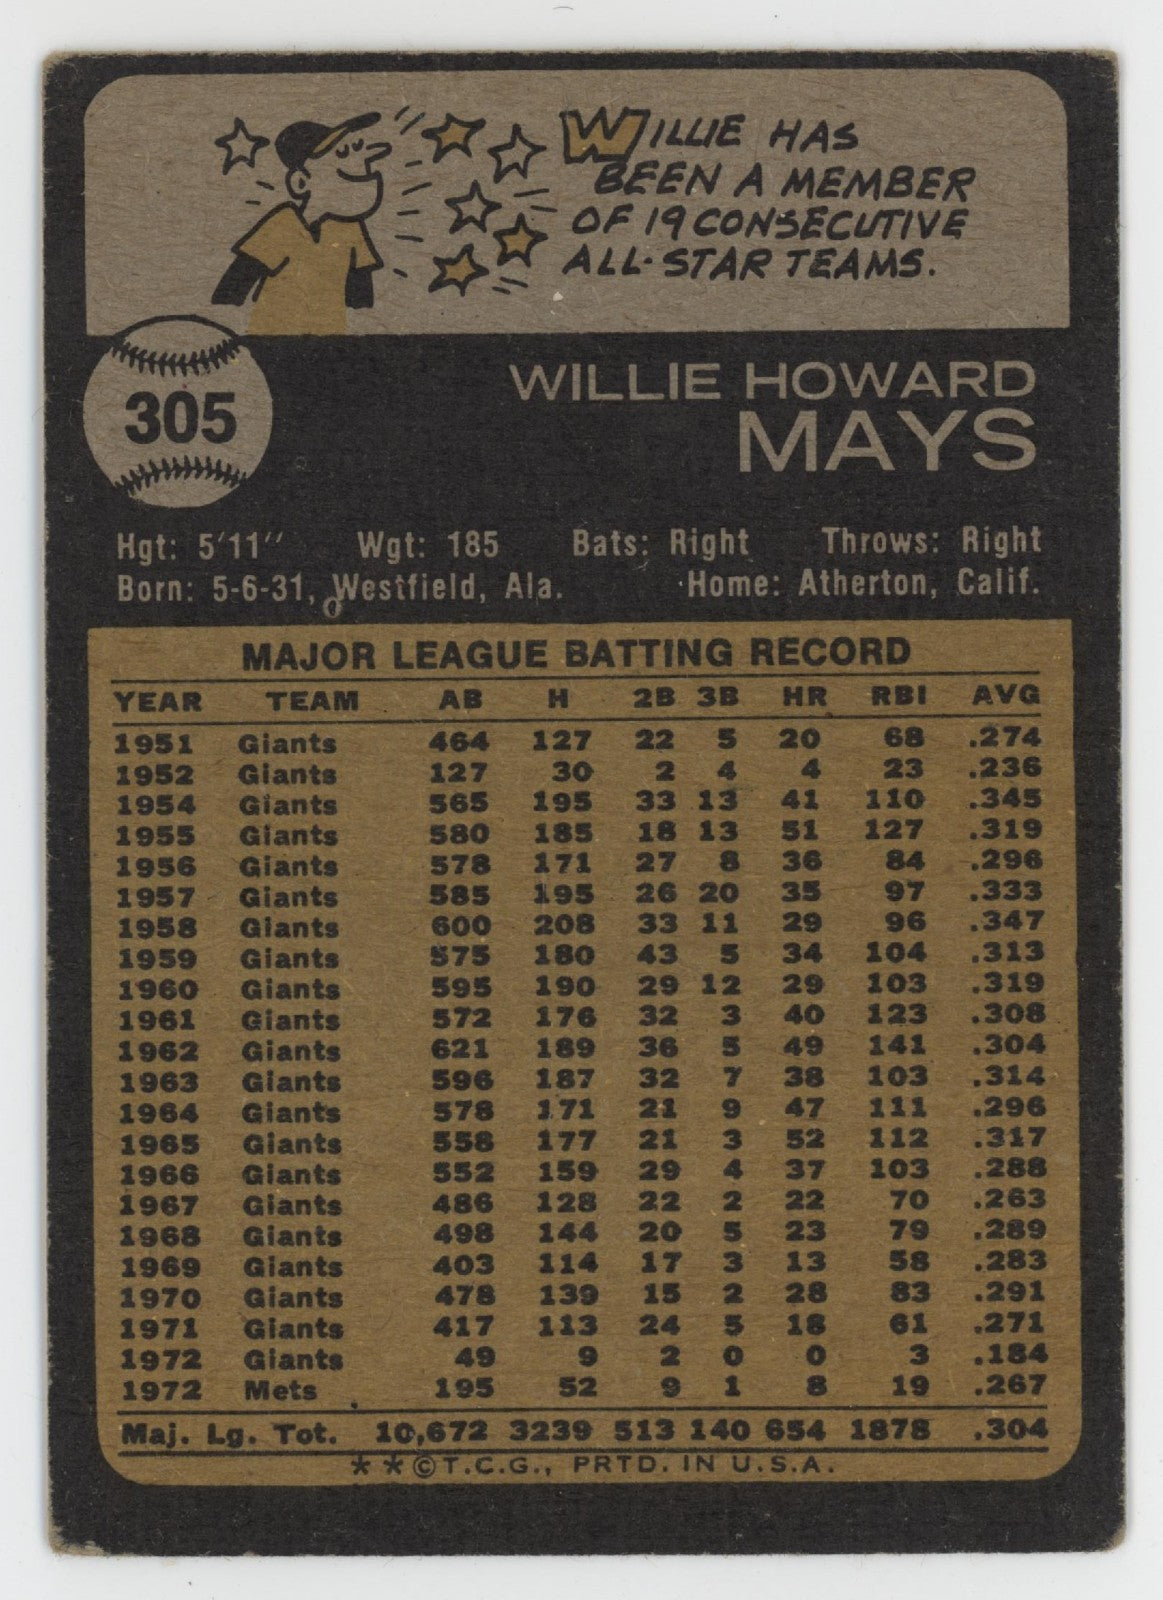 WILLIE HAS
BEEN A MEMBER
OF 19 CONSECUTIVE
ALL-STAR TEAMS.
305
WILLIE HOWARD
MAYS
Hgt: 5'11" Wgt: 185 Bats: Right Throws: Right
Born: 5-6-31, Westfield, Ala. Home: Atherton, Calif.
MAJOR LEAGUE BATTING RECORD
YEAR TEAM AB H 2B 3B HR RBI AVG
1951 Giants 464 127 22 5 20 68 .274
1952 Giants 127 30 2 4 4 23 .236
1954 Giants 565 195 33 13 41 110 .345
1955 Giants 580 185 18 13 51 127 .319
1956 Giants 578 171 27 8 36 84 .296
1957 Giants 585 195 26 20 35 97 .333
1958 Giants 600 208 33 11 29 96 .347
1959 Giants 575 180 43 5 34 104 .313
1960 Giants 595 190 29 12 29 103 .319
1961 Giants 572 176 32 3 40 123 .308
1962 Giants 621 189 36 5 49 141 .304
1963 Giants 596 187 32 7 38 103 .314
1964 Giants 578 171 21 9 47 111 .296
1965 Giants 558 177 21 3 52 112 .317
1966 Giants 552 159 29 4 37 103 .288
1967 Giants 486 128 22 2 22 70 .263
1968 Giants 498 144 20 5 23 79 .289
1969 Giants 403 114 17 3 13 58 .283
1970 Giants 478 139 15 2 28 83 .291
1971 Giants 417 113 24 5 18 61 .271
1972 Giants 49 9 2 0 0 3 .184
1972 Mets 195 52 9 1 8 19 .267
Maj. Lg. Tot. 10,672 3239 513 140 654 1878 .304
**©T.C.G., PRTD. IN U.S.A.